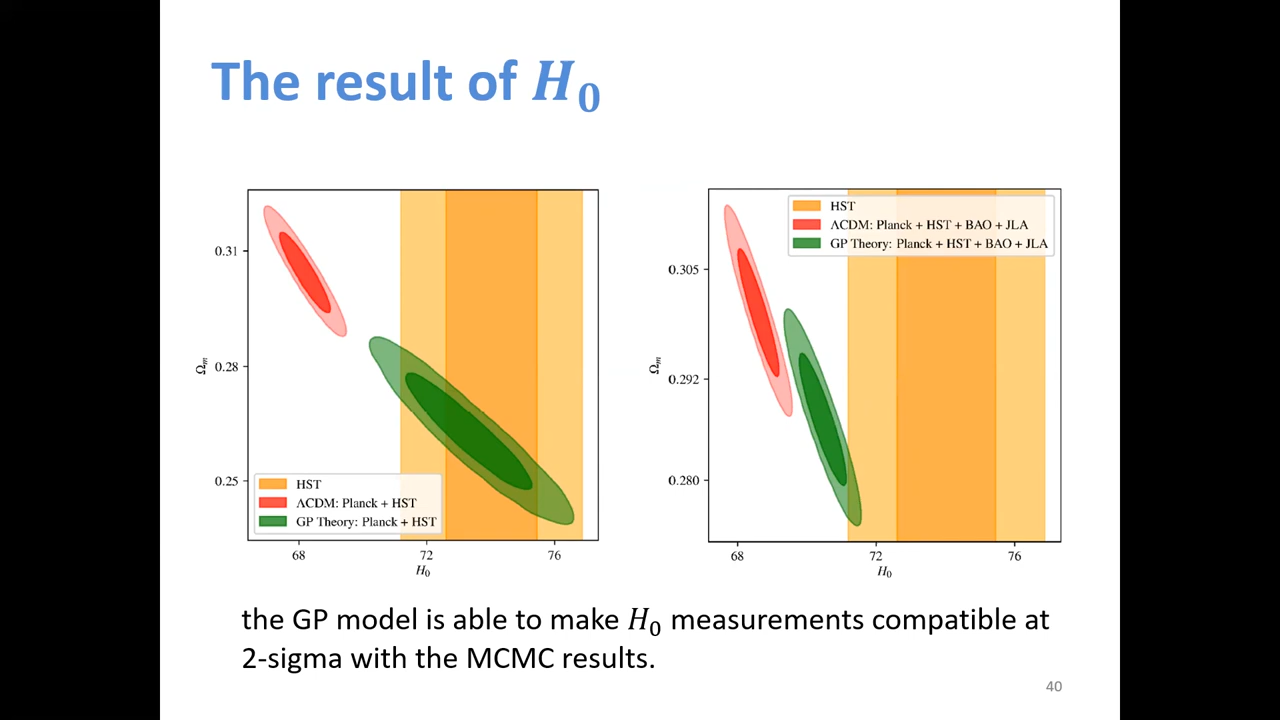 The result of H₀
0.31
0.28
0.25
Ωₘ
HST
ΛCDM: Planck + HST
GP Theory: Planck + HST
68
72
76
H₀
HST
ΛCDM: Planck + HST + BAO + JLA
GP Theory: Planck + HST + BAO + JLA
0.305
0.292
0.280
Ωₘ
68
72
76
H₀
the GP model is able to make H₀ measurements compatible at
2-sigma with the MCMC results.
40